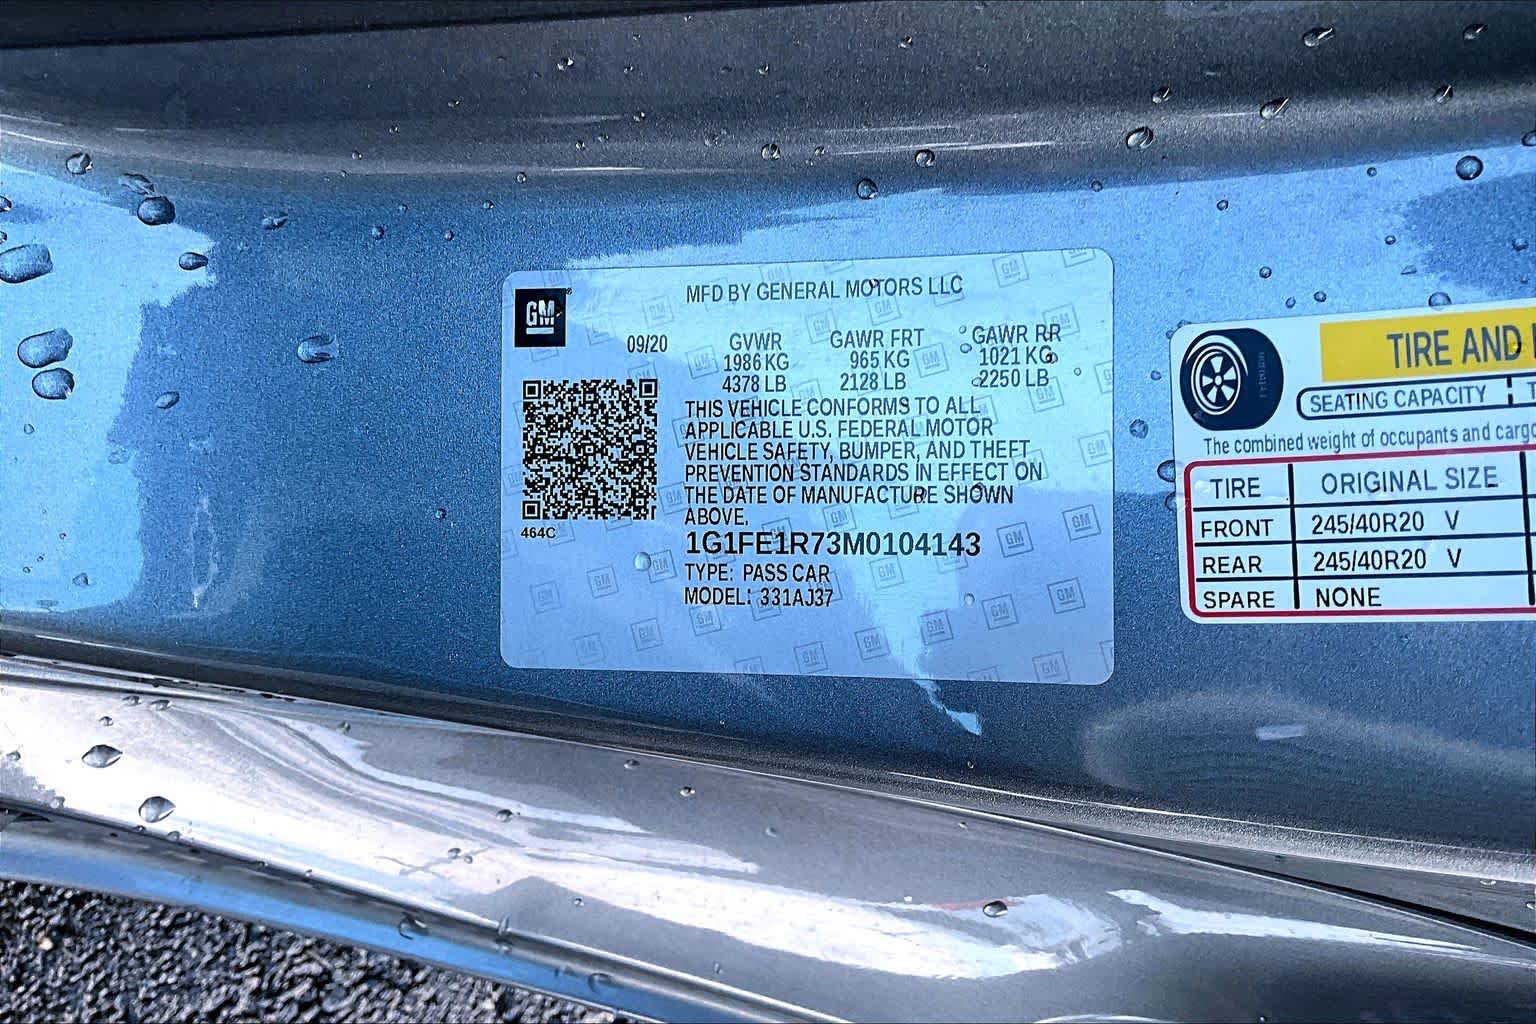 GM
MFD BY GENERAL MOTORS LLC
09/20
GVWR GAWR FRT GAWR RR
1986 KG 965 KG 1021 KG
4378 LB 2128 LB 2250 LB
THIS VEHICLE CONFORMS TO ALL
APPLICABLE U.S. FEDERAL MOTOR
VEHICLE SAFETY, BUMPER, AND THEFT
PREVENTION STANDARDS IN EFFECT ON
THE DATE OF MANUFACTURE SHOWN
ABOVE.
464C
1G1FE1R73M0104143
TYPE: PASS CAR
MODEL: 331AJ37
TIRE AND
SEATING CAPACITY
The combined weight of occupants and cargo
TIRE ORIGINAL SIZE
FRONT 245/40R20 V
REAR 245/40R20 V
SPARE NONE